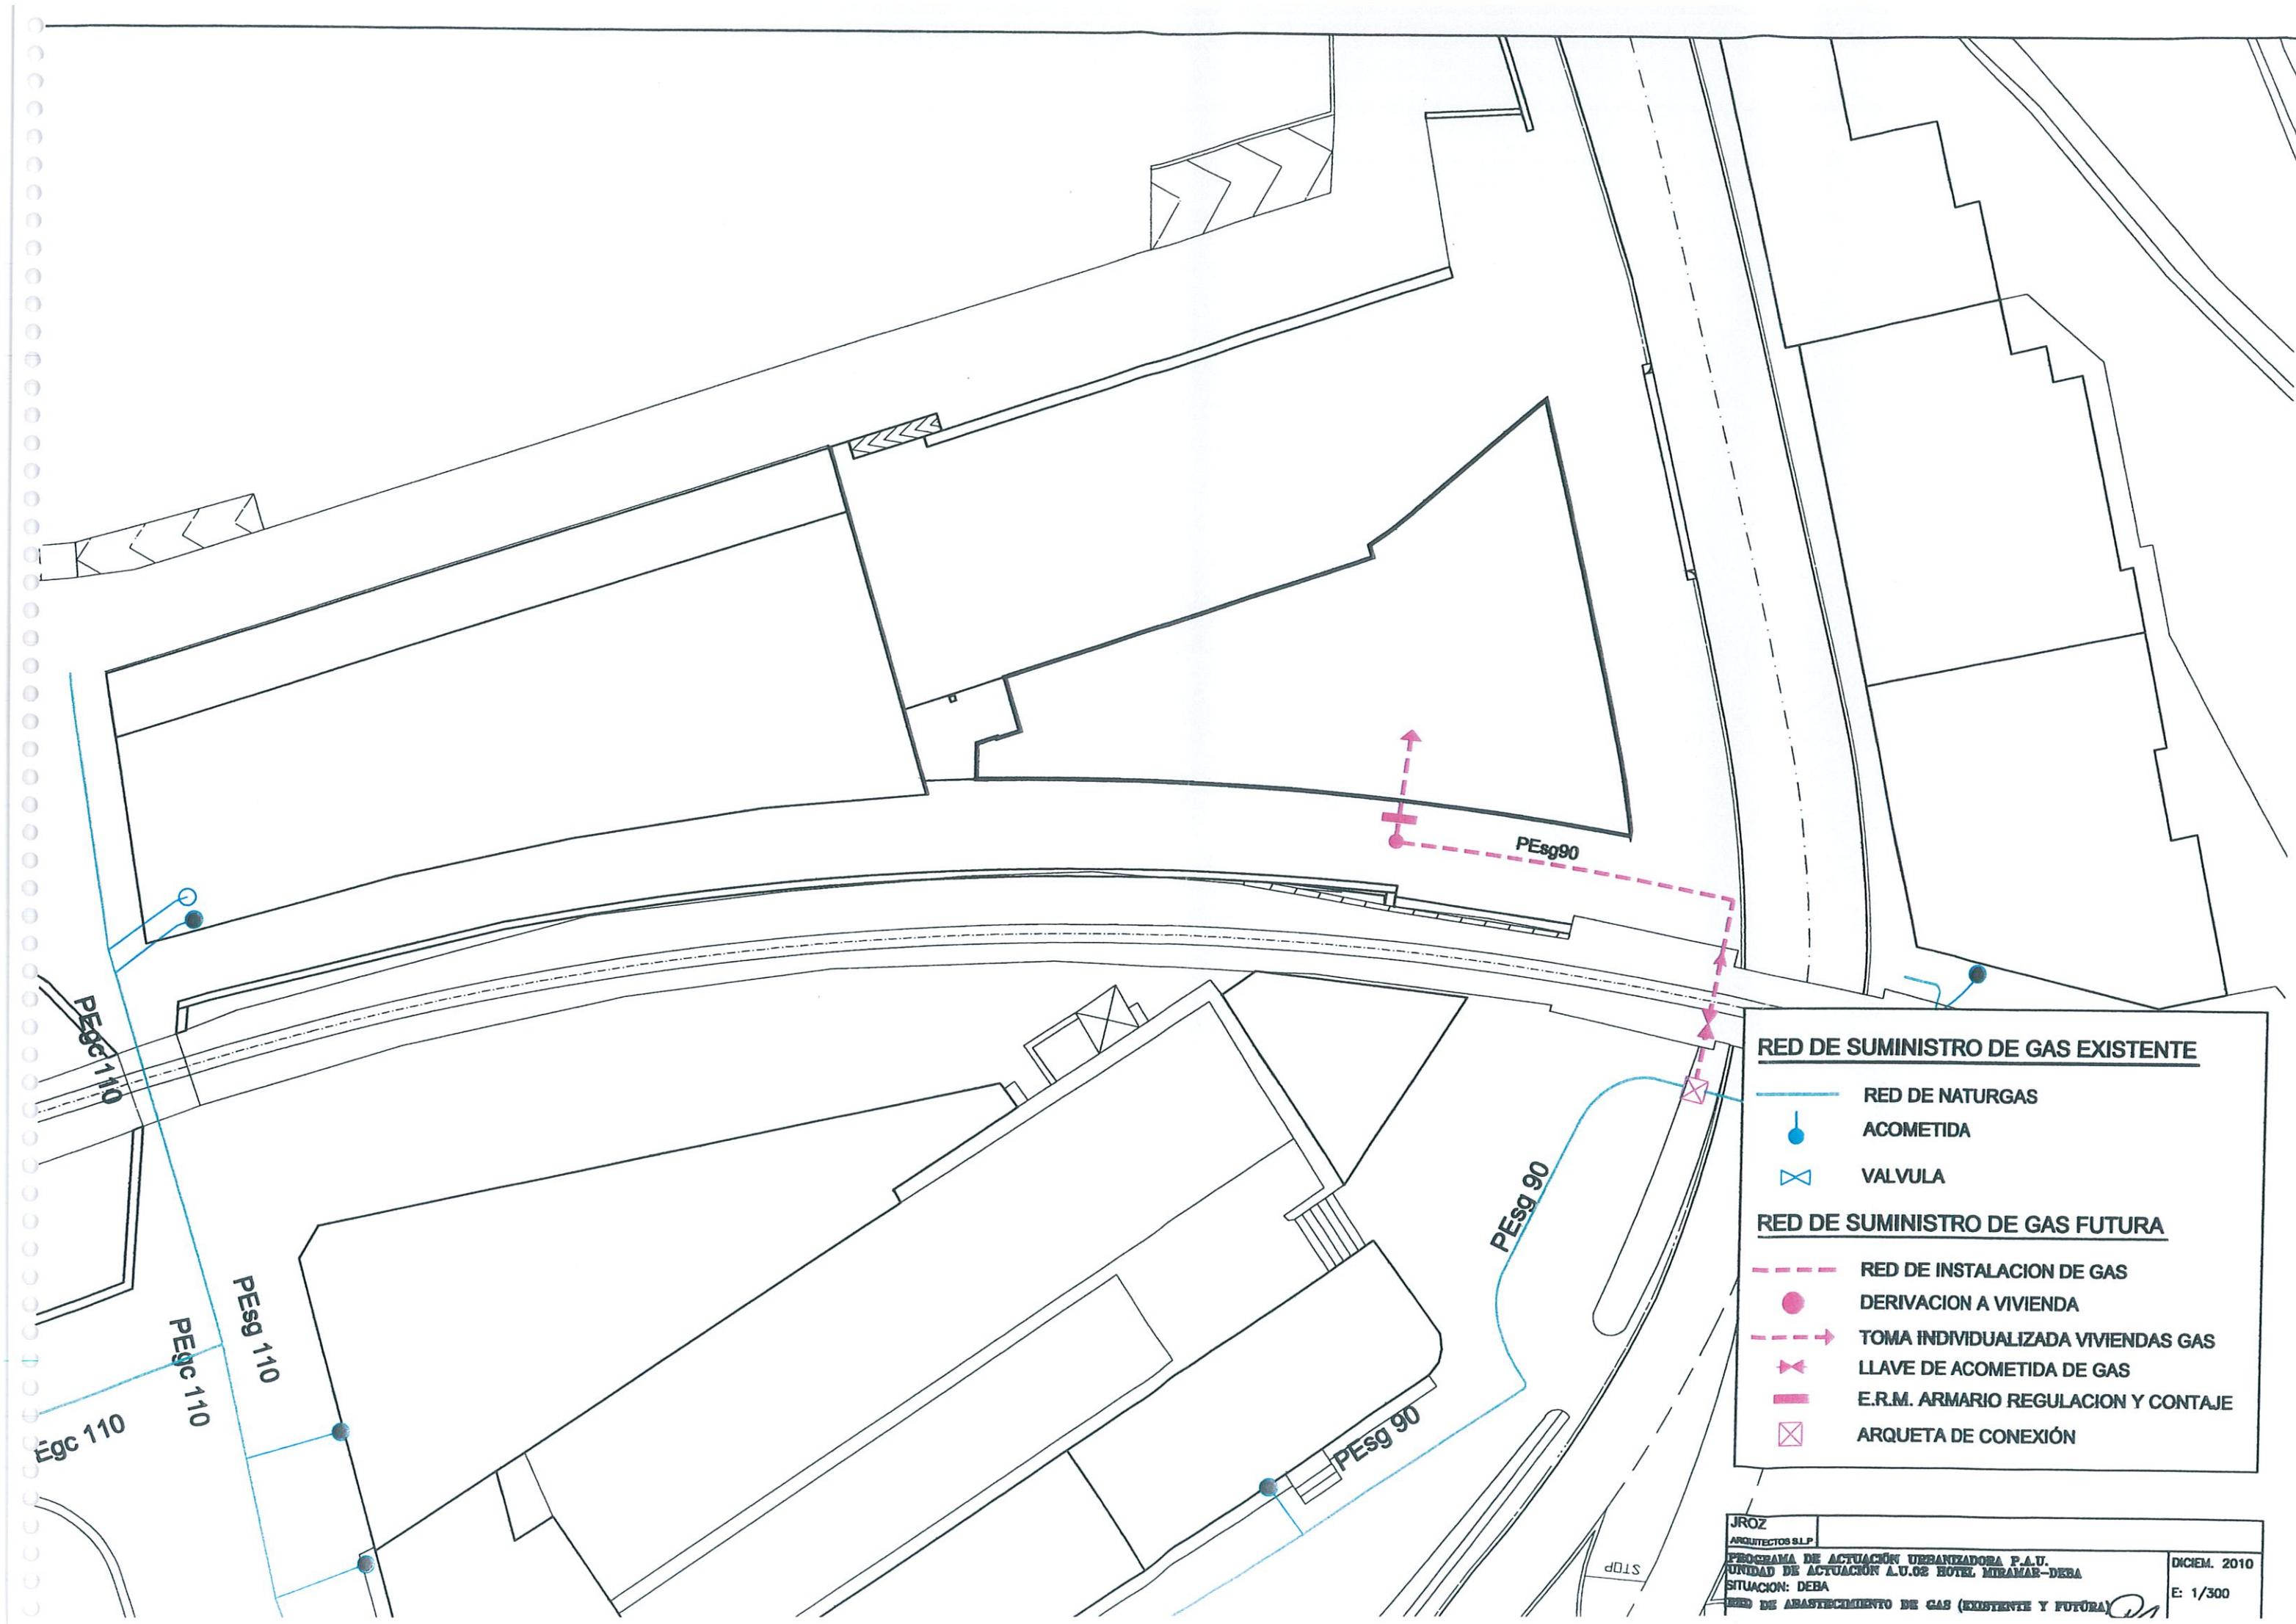 PEsg90
PEgc 110
PEsg 110
PEgc 110
Egc 110
PEsg 90
PEsg 90
STOP
RED DE SUMINISTRO DE GAS EXISTENTE
RED DE NATURGAS
ACOMETIDA
VALVULA
RED DE SUMINISTRO DE GAS FUTURA
RED DE INSTALACION DE GAS
DERIVACION A VIVIENDA
TOMA INDIVIDUALIZADA VIVIENDAS GAS
LLAVE DE ACOMETIDA DE GAS
E.R.M. ARMARIO REGULACION Y CONTAJE
ARQUETA DE CONEXIÓN
JROZ
ARQUITECTOS S.L.P
PROGRAMA DE ACTUACIÓN URBANIZADORA P.A.U.
UNIDAD DE ACTUACIÓN A.U.02 HOTEL MIRAMAR-DEBA
SITUACION: DEBA
RED DE ABASTECIMIENTO DE GAS (EXISTENTE Y FUTURA)
DICIEM. 2010
E: 1/300